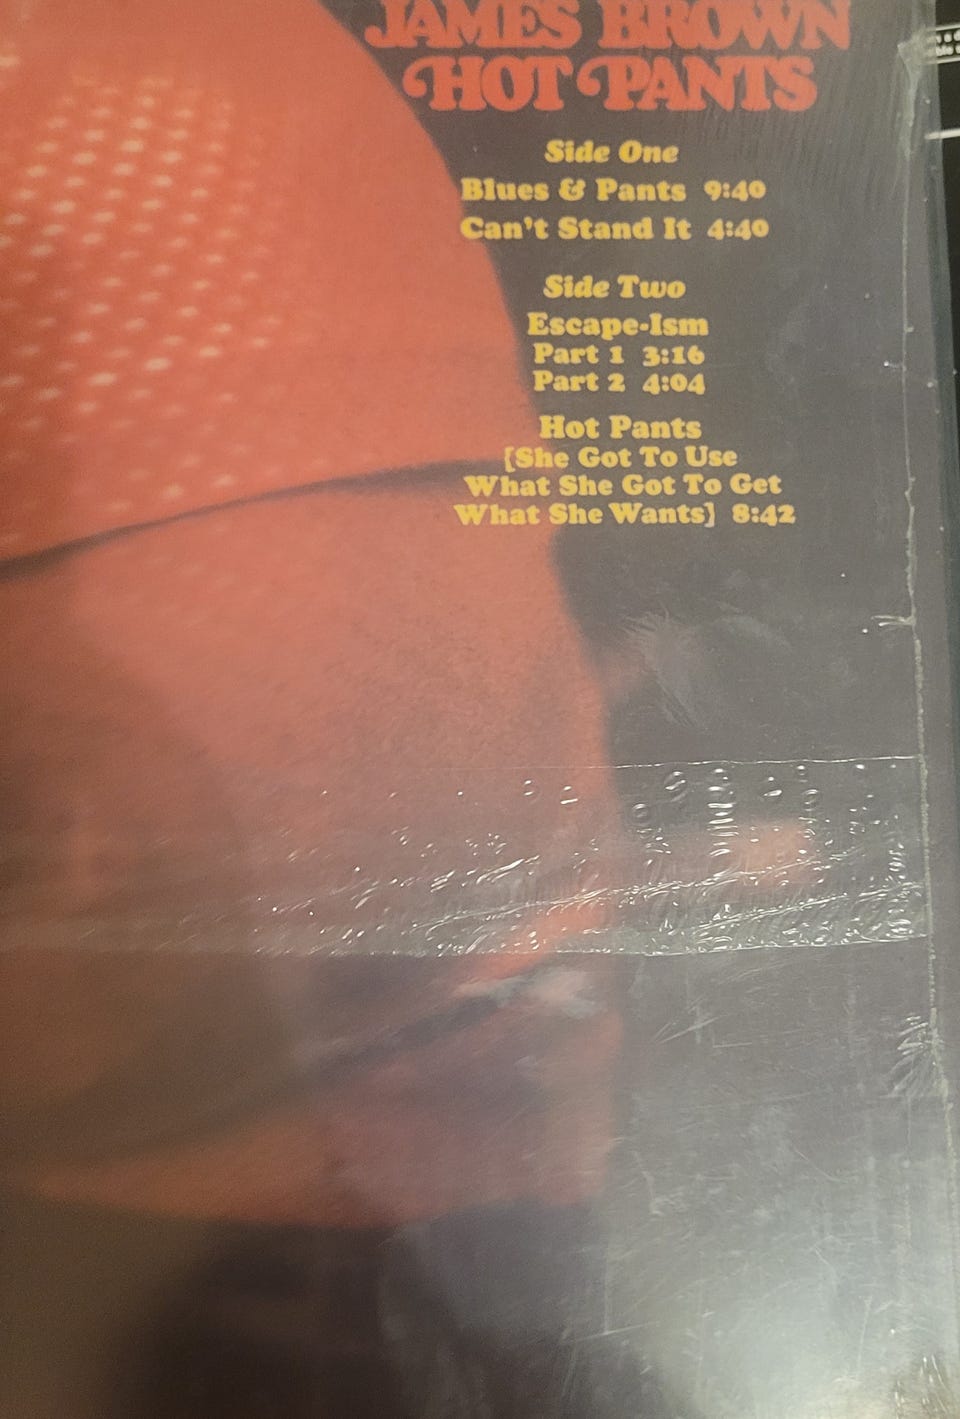 JAMES BROWN
HOT PANTS
Side One
Blues & Pants 9:40
Can't Stand It 4:40
Side Two
Escape-Ism
Part 1 3:16
Part 2 4:04
Hot Pants
[She Got To Use
What She Got To Get
What She Wants] 8:42